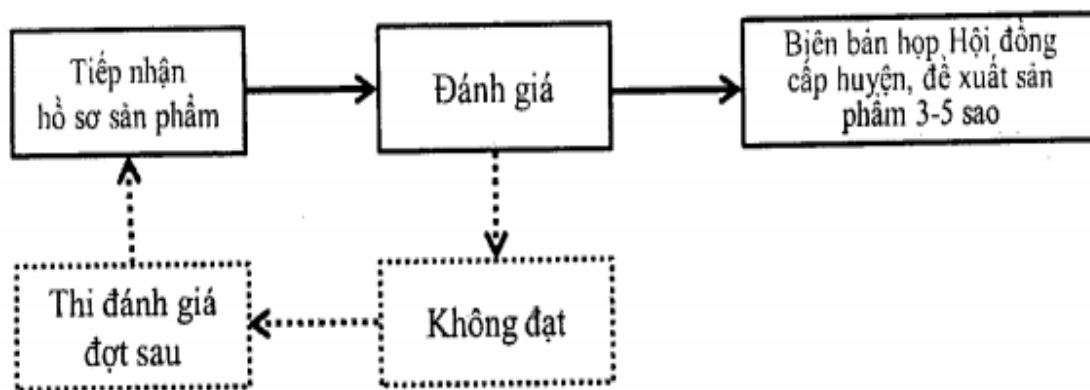 Tiếp nhận
hồ sơ sản phẩm
Đánh giá
Biên bản họp Hội đồng
cấp huyện, đề xuất sản
phẩm 3-5 sao
Thi đánh giá
đợt sau
Không đạt